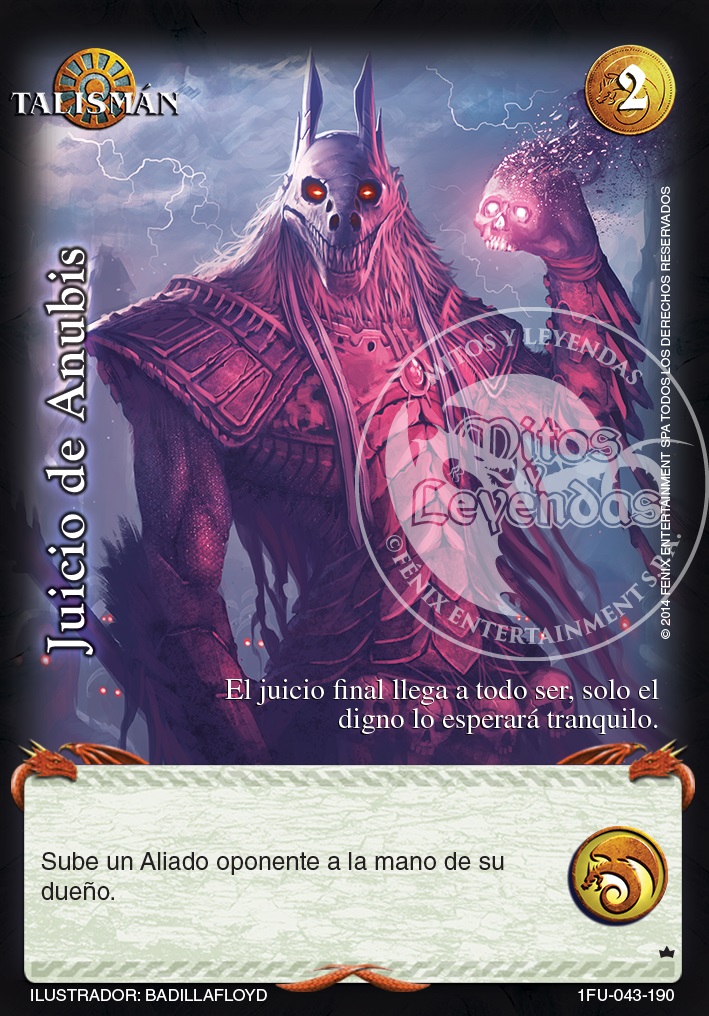 TALISMÁN
2
Juicio de Anubis
MITOS Y LEYENDAS
Mitos
Leyendas
© FÉNIX ENTERTAINMENT S.P.A.
© 2014 FENIX ENTERTAINMENT SPA TODOS LOS DERECHOS RESERVADOS
El juicio final llega a todo ser, solo el
digno lo esperará tranquilo.
Sube un Aliado oponente a la mano de su
dueño.
ILUSTRADOR: BADILLAFLOYD
1FU-043-190